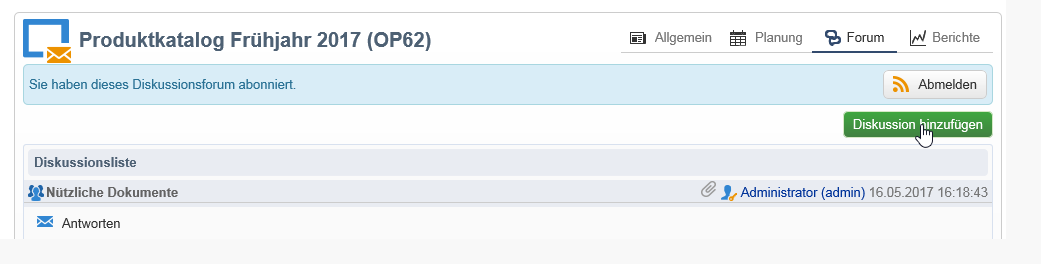 Produktkatalog Frühjahr 2017 (OP62)
Allgemein Planung Forum Berichte
Sie haben dieses Diskussionsforum abonniert. Abmelden
Diskussion hinzufügen
Diskussionsliste
Nützliche Dokumente Administrator (admin) 16.05.2017 16:18:43
Antworten